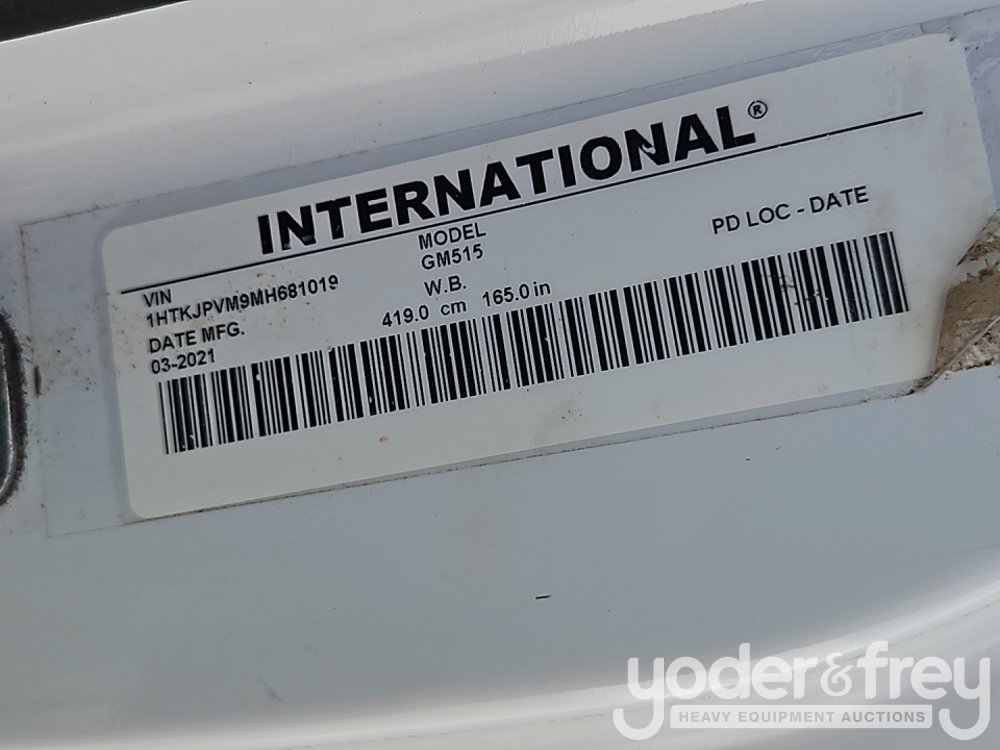 INTERNATIONAL®
VIN
1HTKJPVM9MH681019
MODEL
GM515
PD LOC - DATE
DATE MFG.
03-2021
W.B.
419.0 cm 165.0 in
yoder&frey
HEAVY EQUIPMENT AUCTIONS